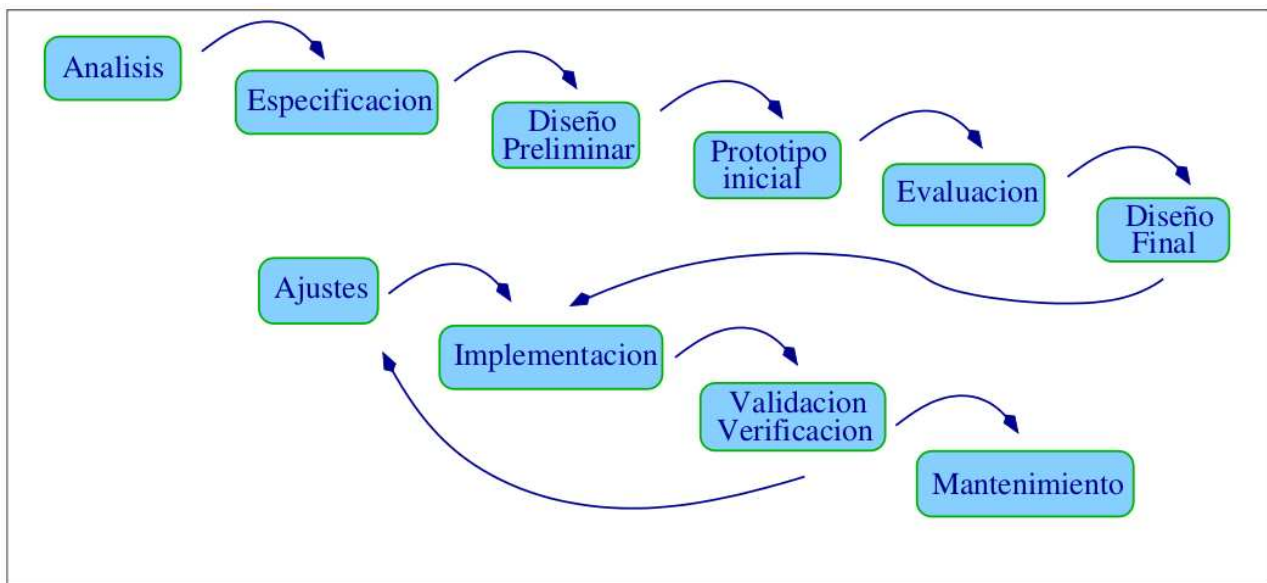 Analisis
Especificacion
Diseño
Preliminar
Prototipo
inicial
Evaluacion
Diseño
Final
Ajustes
Implementacion
Validacion
Verificacion
Mantenimiento